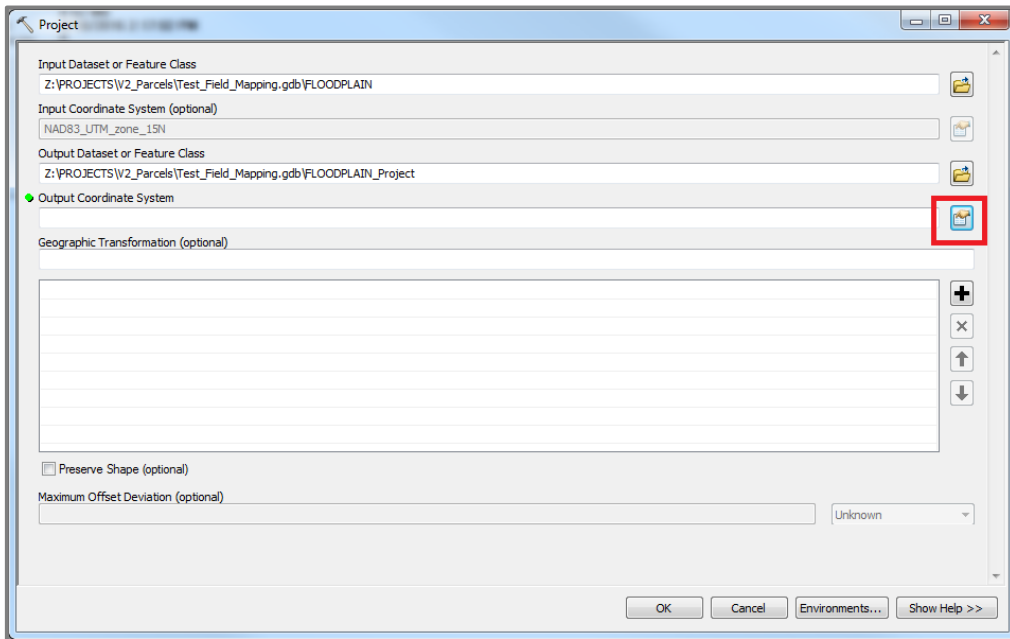 Project
Input Dataset or Feature Class
Z:\PROJECTS\V2_Parcels\Test_Field_Mapping.gdb\FLOODPLAIN
Input Coordinate System (optional)
NAD83_UTM_zone_15N
Output Dataset or Feature Class
Z:\PROJECTS\V2_Parcels\Test_Field_Mapping.gdb\FLOODPLAIN_Project
Output Coordinate System
Geographic Transformation (optional)
Preserve Shape (optional)
Maximum Offset Deviation (optional)
Unknown
OK Cancel Environments... Show Help >>